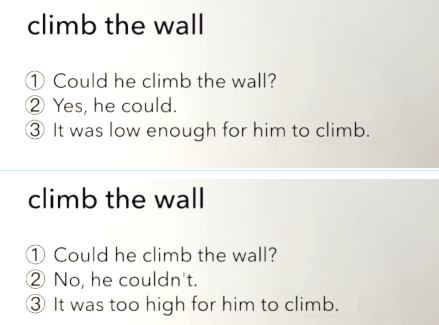 climb the wall
① Could he climb the wall?
② Yes, he could.
③ It was low enough for him to climb.
climb the wall
① Could he climb the wall?
② No, he couldn't.
③ It was too high for him to climb.